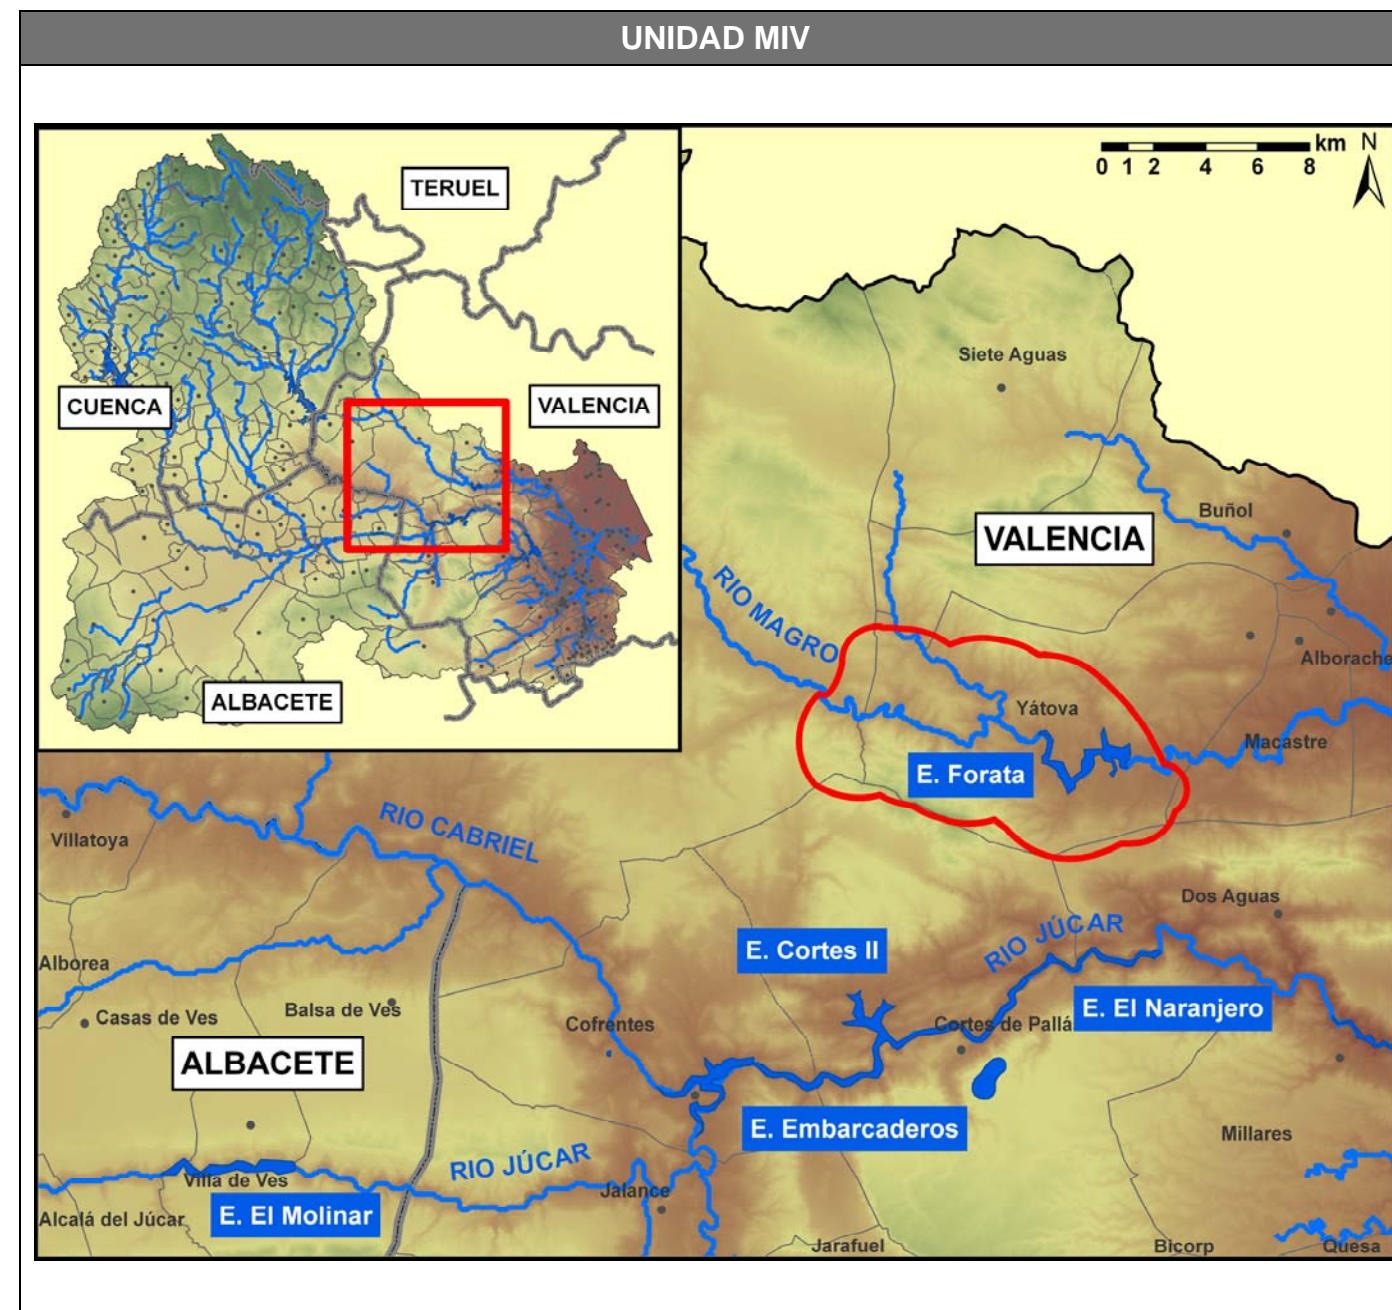 UNIDAD MIV
TERUEL
CUENCA
VALENCIA
ALBACETE
km N
0 1 2 4 6 8
Siete Aguas
Buñol
VALENCIA
RIO MAGRO
Alborache
Yátova
Macastre
E. Forata
RIO CABRIEL
Villatoya
Dos Aguas
RIO JÚCAR
E. Cortes II
Alborea
Balsa de Ves
Casas de Ves
Cofrentes
Cortes de Pallá
E. El Naranjero
ALBACETE
E. Embarcaderos
Millares
RIO JÚCAR
Villa de Ves
Jalance
E. El Molinar
Alcalá del Júcar
Jarafuel
Bicorp
Quesa